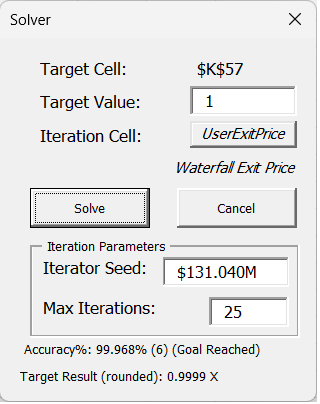 Solver
Target Cell: $K$57
Target Value: 1
Iteration Cell: UserExitPrice
Waterfall Exit Price
Solve Cancel
Iteration Parameters
Iterator Seed: $131.040M
Max Iterations: 25
Accuracy%: 99.968% (6) (Goal Reached)
Target Result (rounded): 0.9999 X